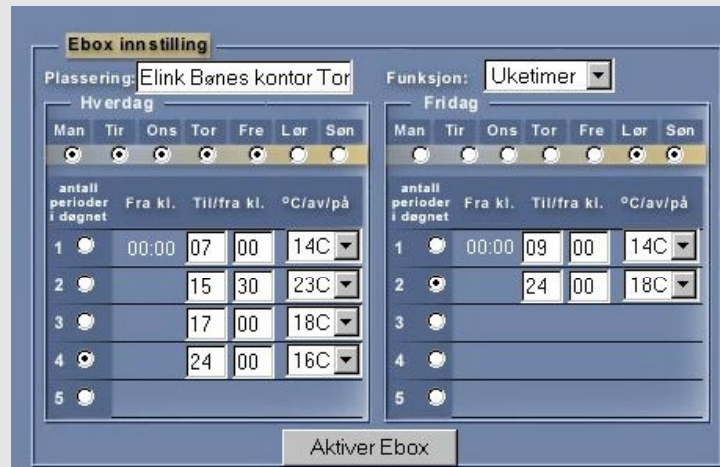 Ebox innstilling
Plassering: Elink Bønes kontor Tor
Funksjon: Uketimer
Hverdag
Man Tir Ons Tor Fre Lør Søn
antall perioder i døgnet Fra kl. Til/fra kl. ºC/av/på
1 00:00 07 00 14C
2 15 30 23C
3 17 00 18C
4 24 00 16C
5
Fridag
Man Tir Ons Tor Fre Lør Søn
antall perioder i døgnet Fra kl. Til/fra kl. ºC/av/på
1 00:00 09 00 14C
2 24 00 18C
3
4
5
Aktiver Ebox